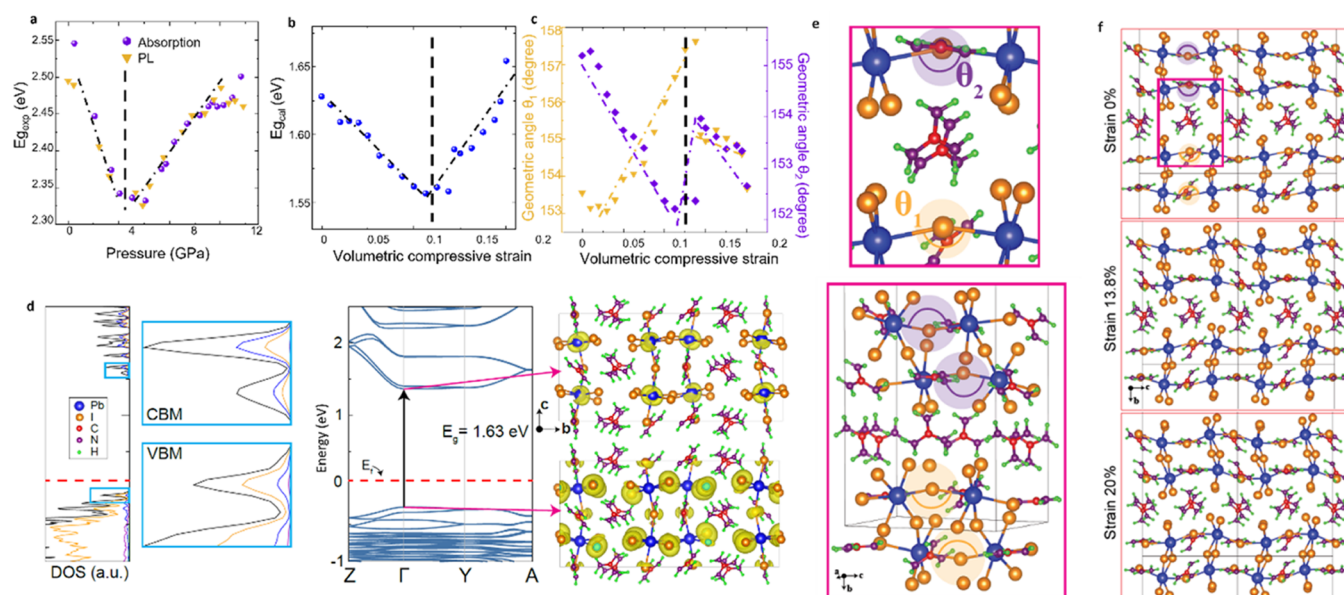 a
Eg_exp (eV)
2.55
2.50
2.45
2.40
2.35
2.30
Absorption
PL
0
4
8
12
Pressure (GPa)
b
Eg_cal (eV)
1.65
1.60
1.55
0
0.05
0.1
0.2
Volumetric compressive strain
c
Geometric angle θ₁ (degree)
158
157
156
155
154
153
0
0.05
0.1
0.2
Volumetric compressive strain
155
154
153
152
Geometric angle θ₂ (degree)
d
Pb
I
C
N
H
DOS (a.u.)
CBM
VBM
Energy (eV)
2
1
0
-1
E_g = 1.63 eV
E_f
Z
Γ
Y
A
c
b
e
θ₂
θ₁
a
c
b
f
Strain 0%
Strain 13.8%
c
b
Strain 20%